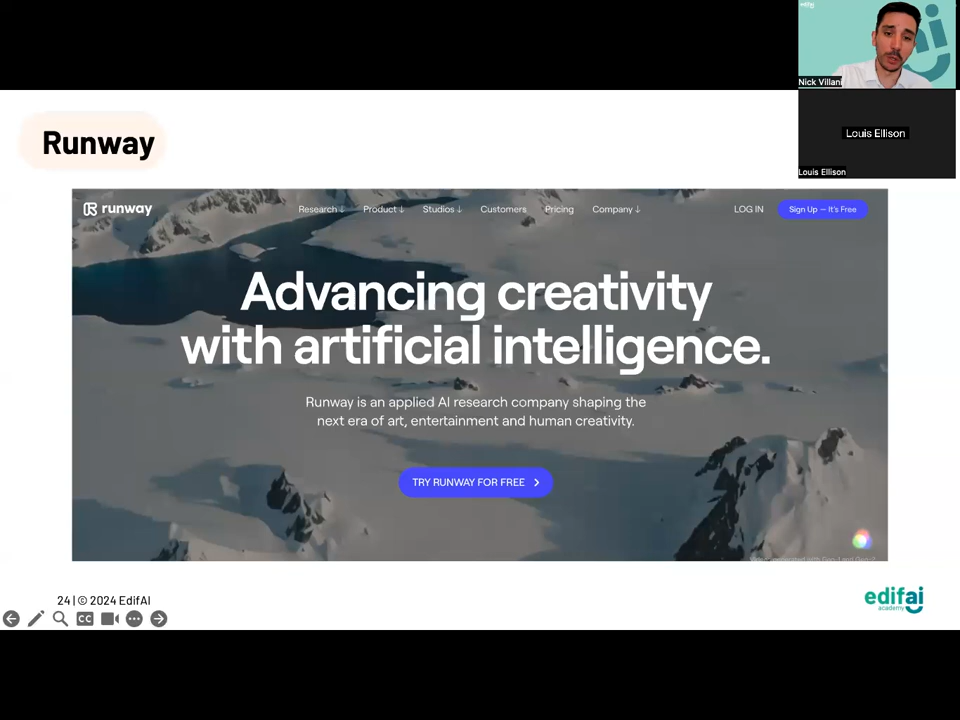 edifai
Nick Villani
Louis Ellison
Louis Ellison
Runway
runway
Research ↓ Product ↓ Studios ↓ Customers Pricing Company ↓ LOG IN Sign Up — It's Free
Advancing creativity
with artificial intelligence.
Runway is an applied AI research company shaping the
next era of art, entertainment and human creativity.
TRY RUNWAY FOR FREE >
24 | © 2024 EdifAI
CC
edifai
academy